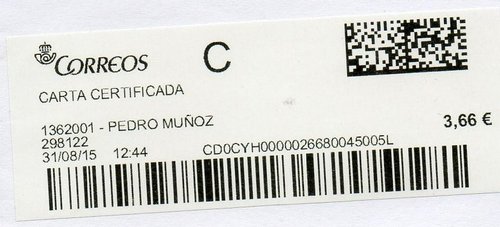 CORREOS C
CARTA CERTIFICADA
1362001 - PEDRO MUÑOZ
298122 3,66 €
31/08/15 12:44 CD0CYH0000026680045005L